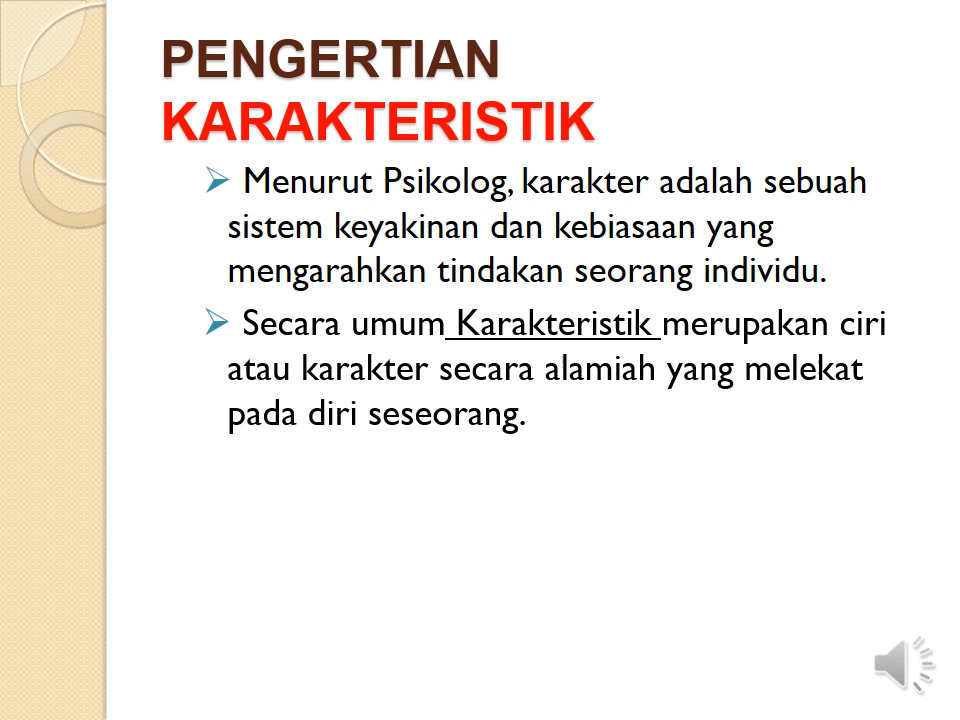 PENGERTIAN
KARAKTERISTIK
➢ Menurut Psikolog, karakter adalah sebuah
sistem keyakinan dan kebiasaan yang
mengarahkan tindakan seorang individu.
➢ Secara umum Karakteristik merupakan ciri
atau karakter secara alamiah yang melekat
pada diri seseorang.